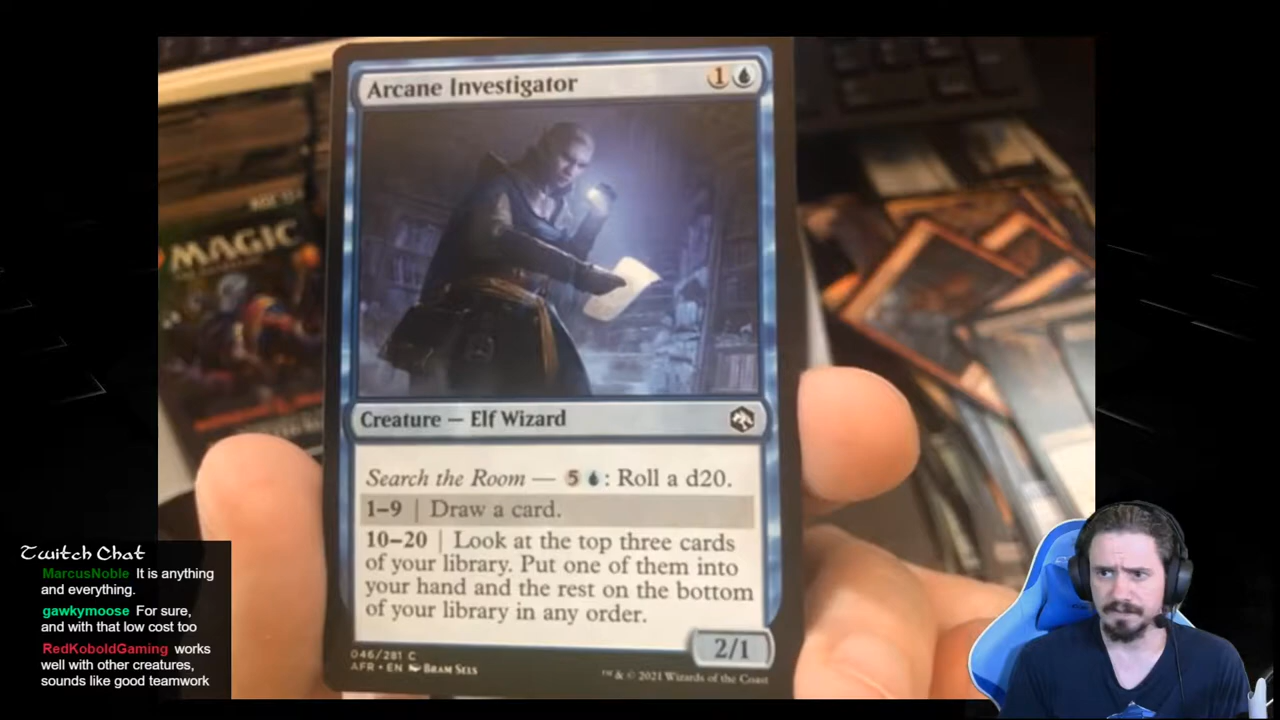 Arcane Investigator 1
MAGIC
Creature — Elf Wizard
Search the Room — 5 : Roll a d20.
1–9 | Draw a card.
10–20 | Look at the top three cards
of your library. Put one of them into
your hand and the rest on the bottom
of your library in any order.
2/1
046/281 C
AFR • EN Bram Sels
™ & © 2021 Wizards of the Coast
Twitch Chat
MarcusNoble It is anything
and everything.
gawkymoose For sure,
and with that low cost too
RedKoboldGaming works
well with other creatures,
sounds like good teamwork